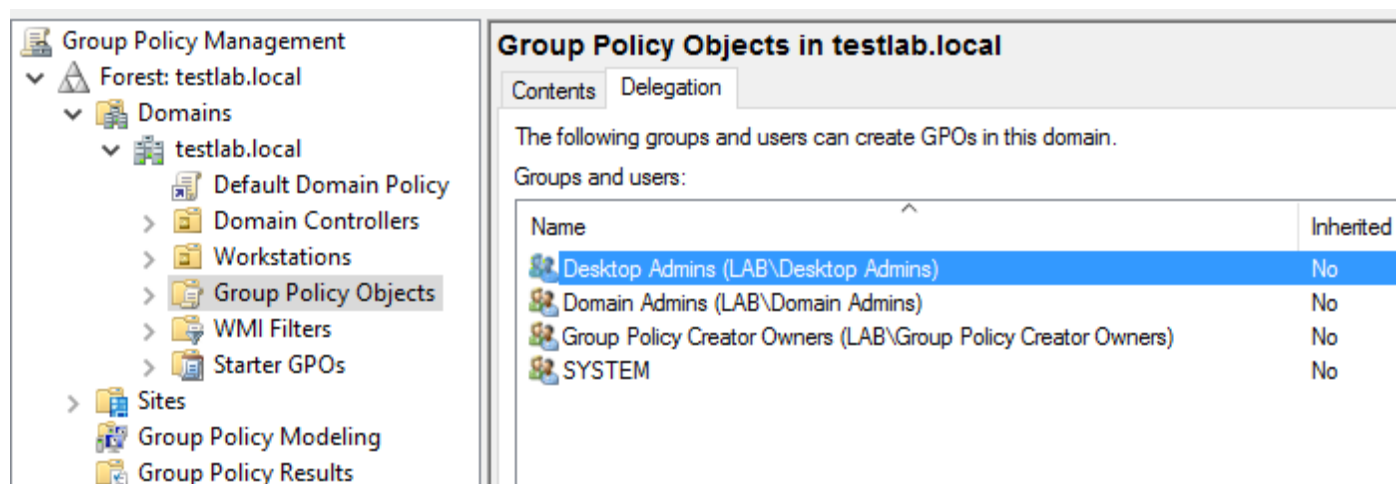 Group Policy Management
Forest: testlab.local
Domains
testlab.local
Default Domain Policy
Domain Controllers
Workstations
Group Policy Objects
WMI Filters
Starter GPOs
Sites
Group Policy Modeling
Group Policy Results
Group Policy Objects in testlab.local
Contents Delegation
The following groups and users can create GPOs in this domain.
Groups and users:
Name Inherited
Desktop Admins (LAB\Desktop Admins) No
Domain Admins (LAB\Domain Admins) No
Group Policy Creator Owners (LAB\Group Policy Creator Owners) No
SYSTEM No